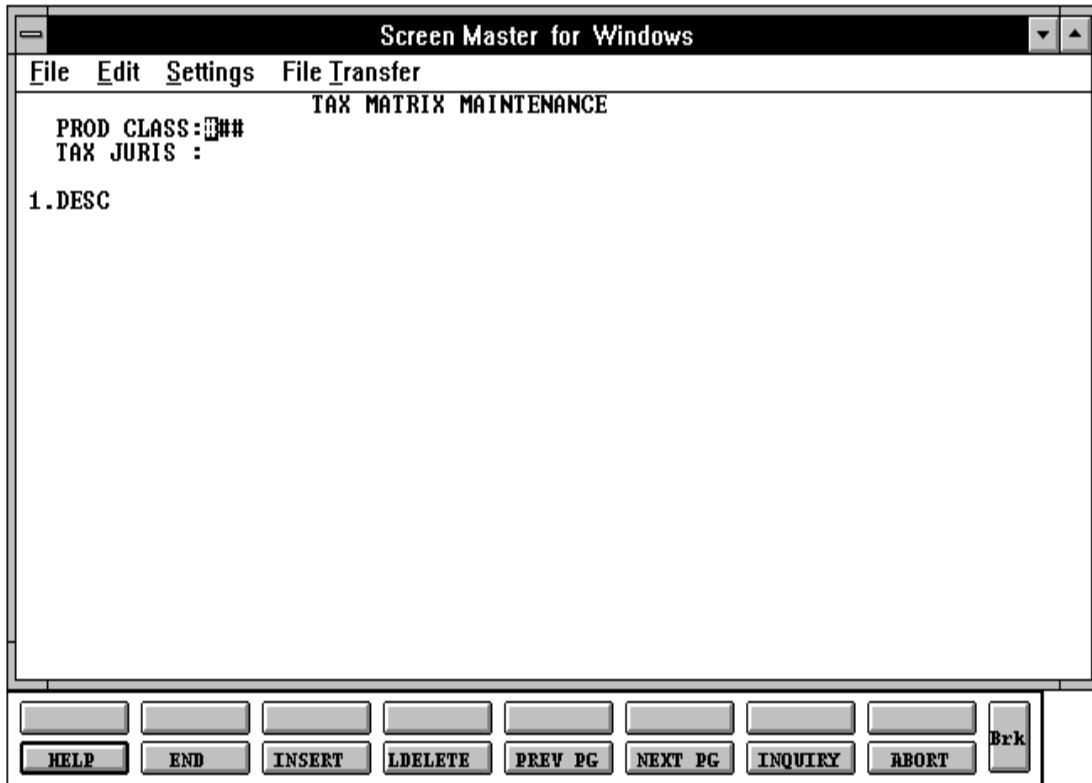 Screen Master for Windows
File Edit Settings File Transfer
TAX MATRIX MAINTENANCE
PROD CLASS:###
TAX JURIS :
1.DESC
Brk
HELP END INSERT LDELETE PREV PG NEXT PG INQUIRY ABORT